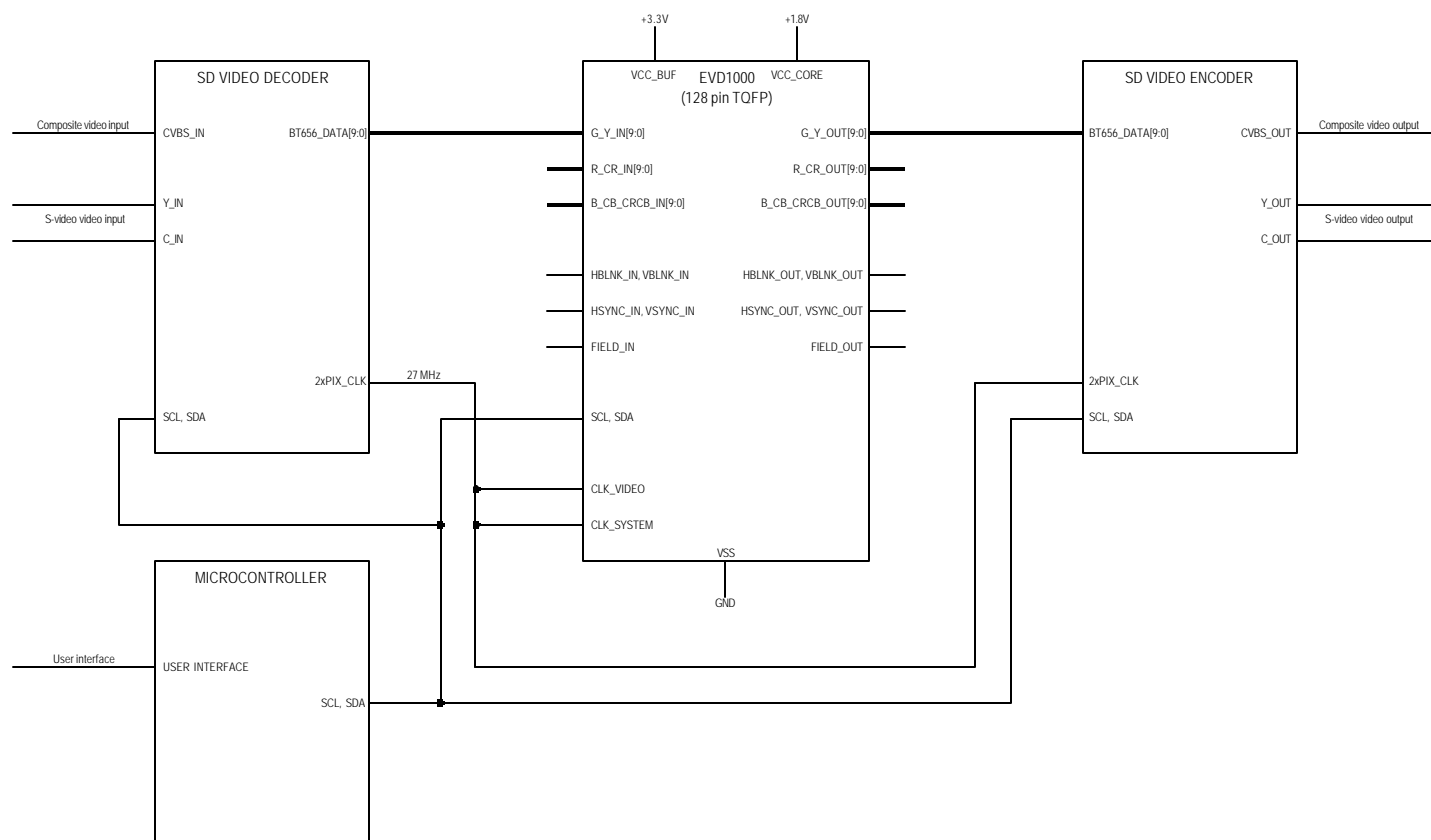 +3.3V
+1.8V
SD VIDEO DECODER
VCC_BUF
EVD1000
VCC_CORE
(128 pin TQFP)
SD VIDEO ENCODER
Composite video input
CVBS_IN
BT656_DATA[9:0]
G_Y_IN[9:0]
G_Y_OUT[9:0]
BT656_DATA[9:0]
CVBS_OUT
Composite video output
R_CR_IN[9:0]
R_CR_OUT[9:0]
Y_IN
B_CB_CRCB_IN[9:0]
B_CB_CRCB_OUT[9:0]
Y_OUT
S-video video input
S-video video output
C_IN
C_OUT
HBLNK_IN, VBLNK_IN
HBLNK_OUT, VBLNK_OUT
HSYNC_IN, VSYNC_IN
HSYNC_OUT, VSYNC_OUT
FIELD_IN
FIELD_OUT
2xPIX_CLK
27 MHz
2xPIX_CLK
SCL, SDA
SCL, SDA
SCL, SDA
CLK_VIDEO
CLK_SYSTEM
VSS
GND
MICROCONTROLLER
User interface
USER INTERFACE
SCL, SDA